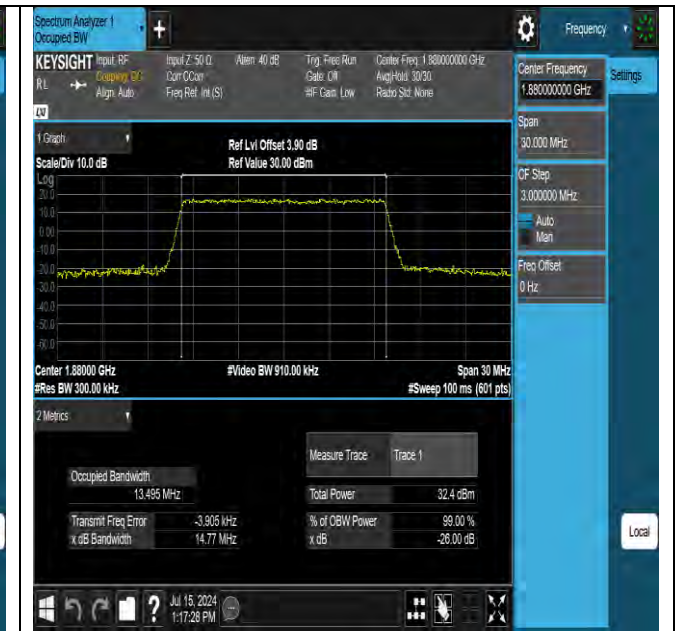 Spectrum Analyzer 1
Occupied BW
+
Frequency
KEYSIGHT
RL
LXI
Input: RF
Coupling: DC
Align: Auto
Input Z: 50 Ω
Corr CCorr
Freq Ref: Int (S)
Atten: 40 dB
Trig: Free Run
Gate: Off
#IF Gain: Low
Center Freq: 1.880000000 GHz
Avg|Hold: 30/30
Radio Std: None
1 Graph
Scale/Div 10.0 dB
Ref Lvl Offset 3.90 dB
Ref Value 30.00 dBm
Log
20.0
10.0
0.00
-10.0
-20.0
-30.0
-40.0
-50.0
-60.0
Center 1.88000 GHz
#Video BW 910.00 kHz
Span 30 MHz
#Res BW 300.00 kHz
#Sweep 100 ms (601 pts)
2 Metrics
Measure Trace Trace 1
Occupied Bandwidth
13.495 MHz
Total Power 32.4 dBm
Transmit Freq Error -3.905 kHz
% of OBW Power 99.00 %
x dB Bandwidth 14.77 MHz
x dB -26.00 dB
?
Jul 15, 2024
1:17:28 PM
Center Frequency
1.880000000 GHz
Settings
Span
30.000 MHz
CF Step
3.000000 MHz
Auto
Man
Freq Offset
0 Hz
Local